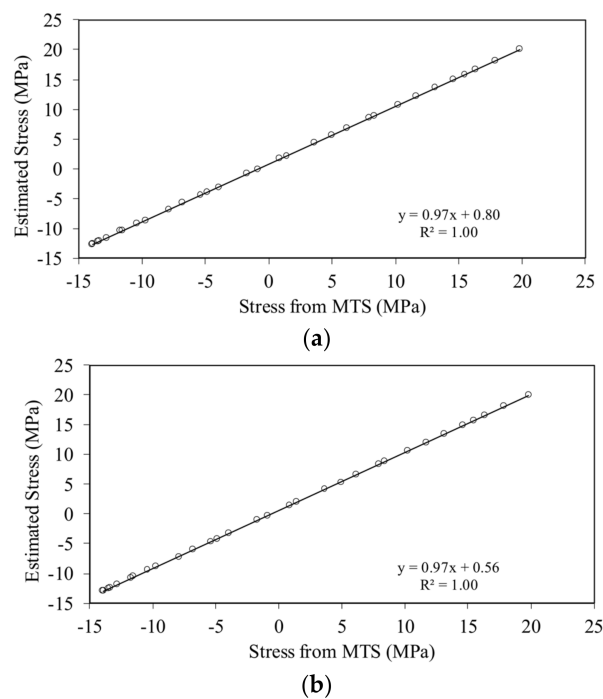 25
20
15
10
5
0
-5
-10
-15
Estimated Stress (MPa)
y = 0.97x + 0.80
R² = 1.00
-15 -10 -5 0 5 10 15 20 25
Stress from MTS (MPa)
(a)
25
20
15
10
5
0
-5
-10
-15
Estimated Stress (MPa)
y = 0.97x + 0.56
R² = 1.00
-15 -10 -5 0 5 10 15 20 25
Stress from MTS (MPa)
(b)